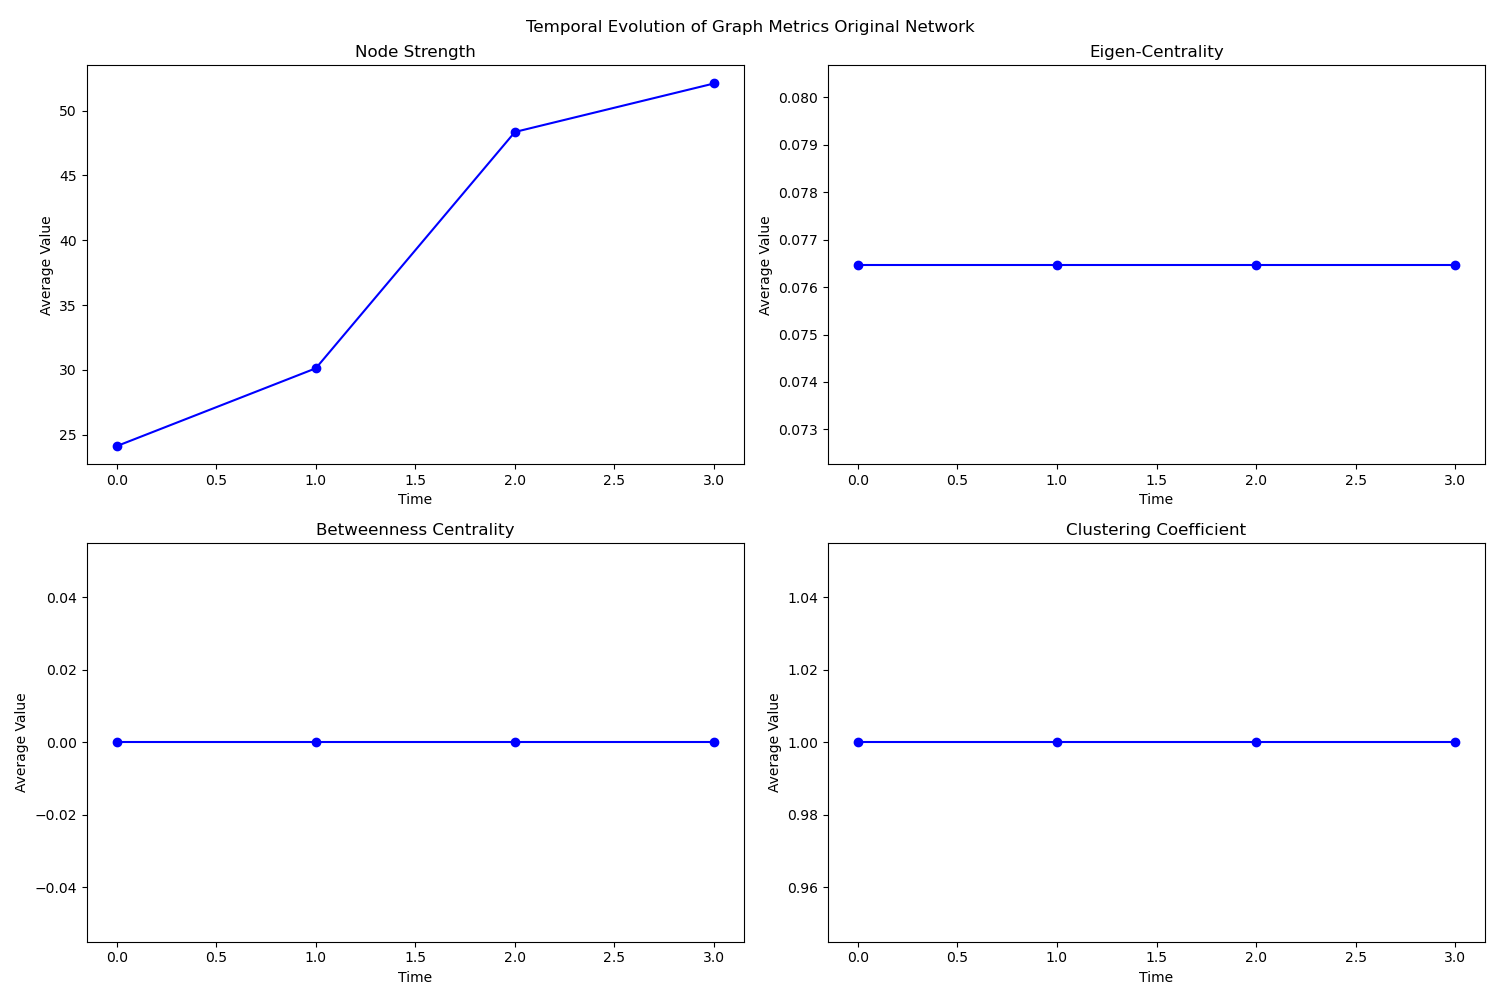 Temporal Evolution of Graph Metrics Original Network
Node Strength
50
45
40
35
30
25
Average Value
0.0 0.5 1.0 1.5 2.0 2.5 3.0
Time
Eigen-Centrality
0.080
0.079
0.078
0.077
0.076
0.075
0.074
0.073
Average Value
0.0 0.5 1.0 1.5 2.0 2.5 3.0
Time
Betweenness Centrality
0.04
0.02
0.00
−0.02
−0.04
Average Value
0.0 0.5 1.0 1.5 2.0 2.5 3.0
Time
Clustering Coefficient
1.04
1.02
1.00
0.98
0.96
Average Value
0.0 0.5 1.0 1.5 2.0 2.5 3.0
Time